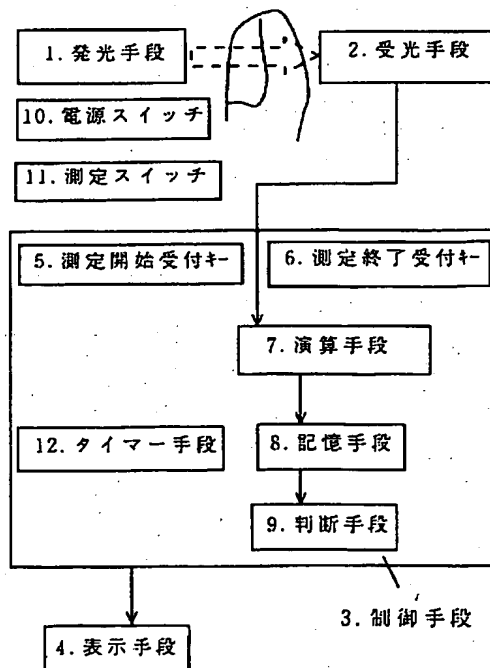 1. 発光手段
2. 受光手段
10. 電源スイッチ
11. 測定スイッチ
5. 測定開始受付キー
6. 測定終了受付キー
7. 演算手段
12. タイマー手段
8. 記憶手段
9. 判断手段
3. 制御手段
4. 表示手段